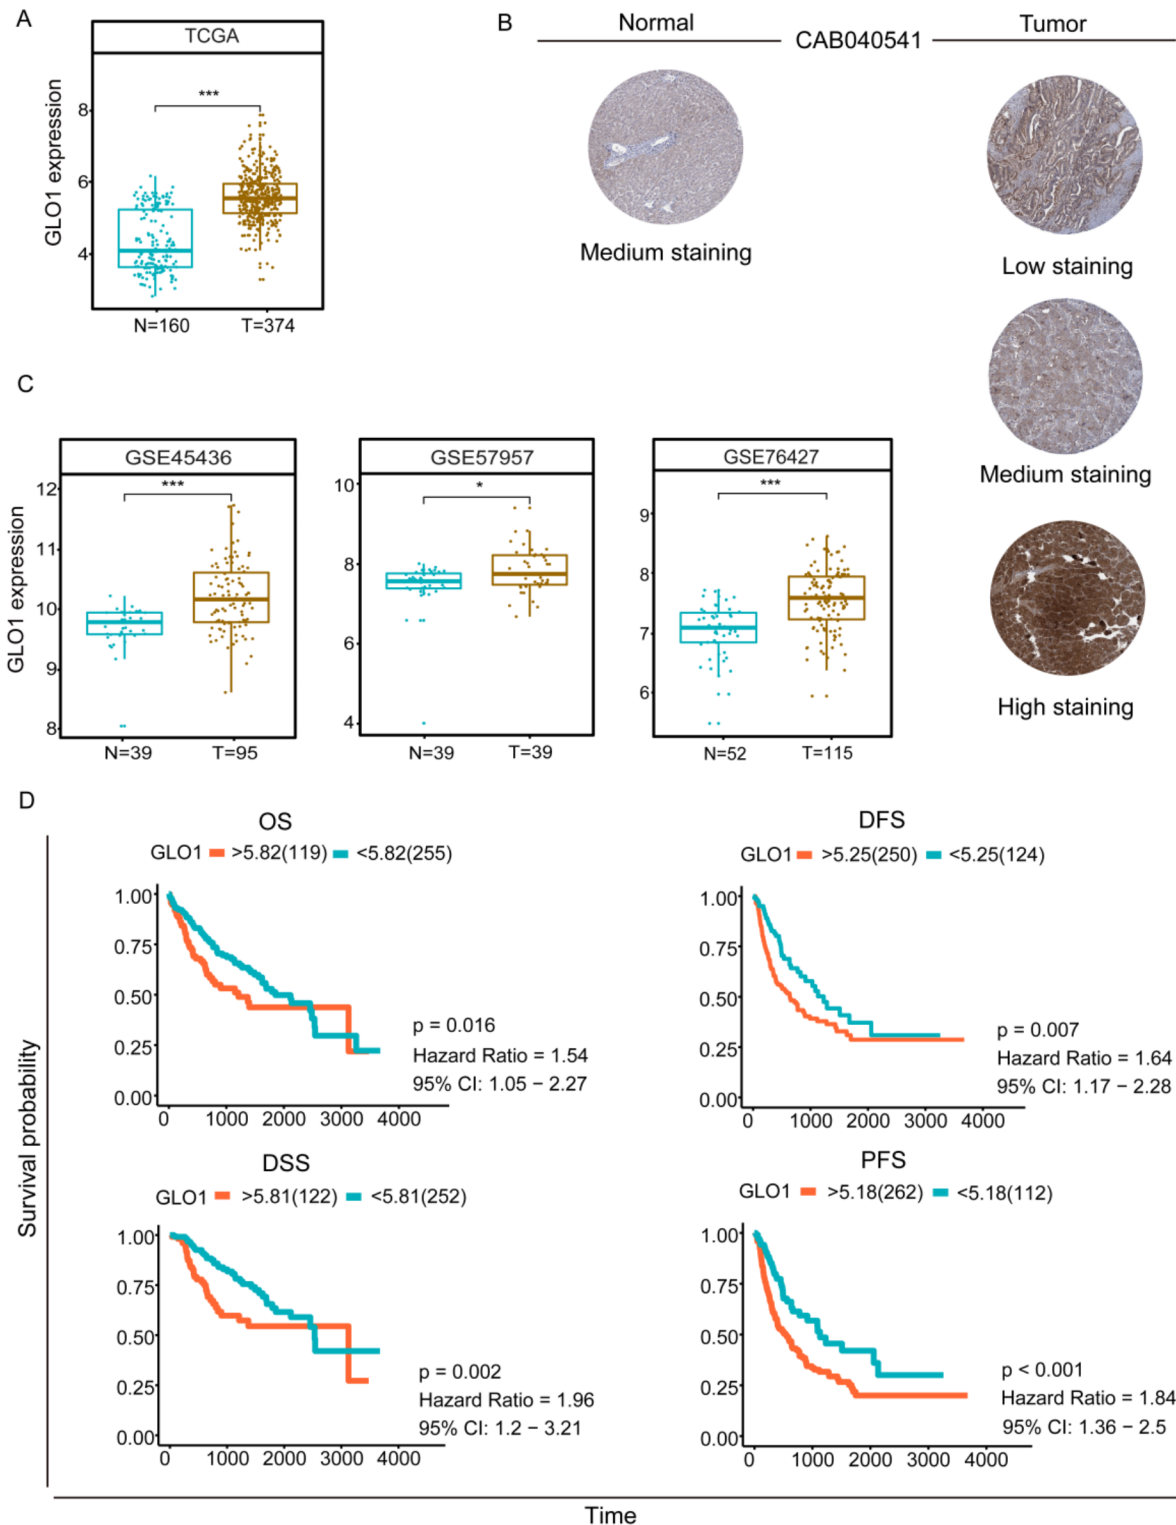 A
TCGA
GLO1 expression
8
6
4
***
N=160
T=374
B
Normal
CAB040541
Tumor
Medium staining
Low staining
Medium staining
High staining
C
GSE45436
GLO1 expression
12
11
10
9
8
***
N=39
T=95
GSE57957
10
8
6
4
*
N=39
T=39
GSE76427
9
8
7
6
***
N=52
T=115
D
Survival probability
OS
GLO1 >5.82(119) <5.82(255)
1.00
0.75
0.50
0.25
0.00
0 1000 2000 3000 4000
p = 0.016
Hazard Ratio = 1.54
95% CI: 1.05 − 2.27
DFS
GLO1 >5.25(250) <5.25(124)
1.00
0.75
0.50
0.25
0.00
0 1000 2000 3000 4000
p = 0.007
Hazard Ratio = 1.64
95% CI: 1.17 − 2.28
DSS
GLO1 >5.81(122) <5.81(252)
1.00
0.75
0.50
0.25
0.00
0 1000 2000 3000 4000
p = 0.002
Hazard Ratio = 1.96
95% CI: 1.2 − 3.21
PFS
GLO1 >5.18(262) <5.18(112)
1.00
0.75
0.50
0.25
0.00
0 1000 2000 3000 4000
p < 0.001
Hazard Ratio = 1.84
95% CI: 1.36 − 2.5
Time